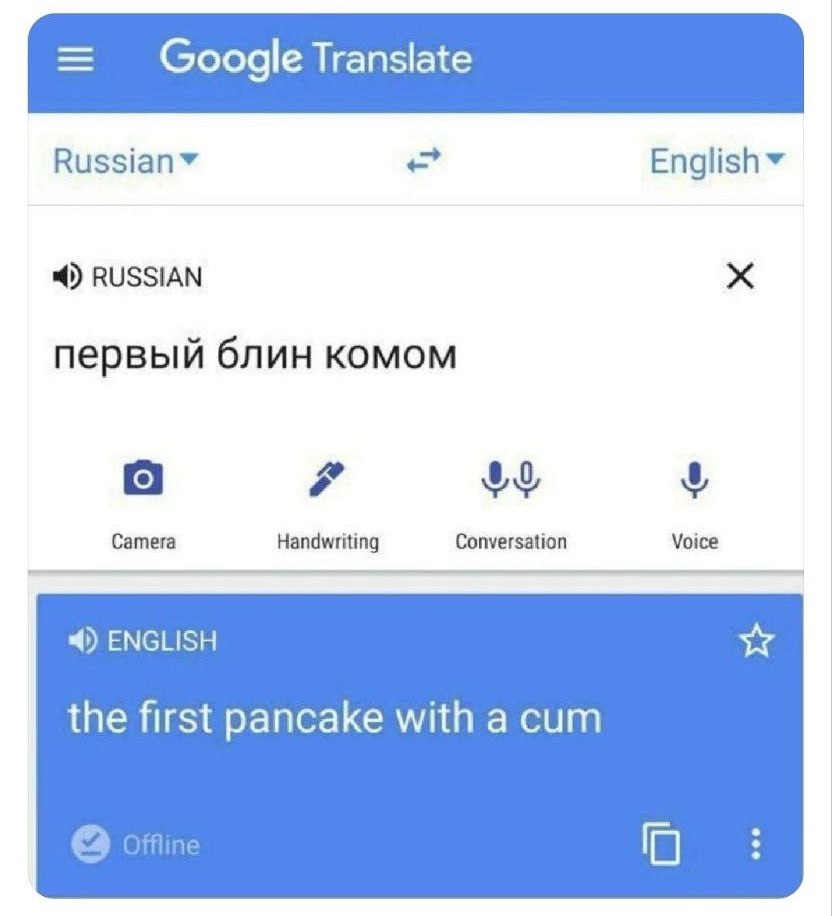 Google Translate
Russian English
RUSSIAN
первый блин комом
Camera Handwriting Conversation Voice
ENGLISH
the first pancake with a cum
Offline